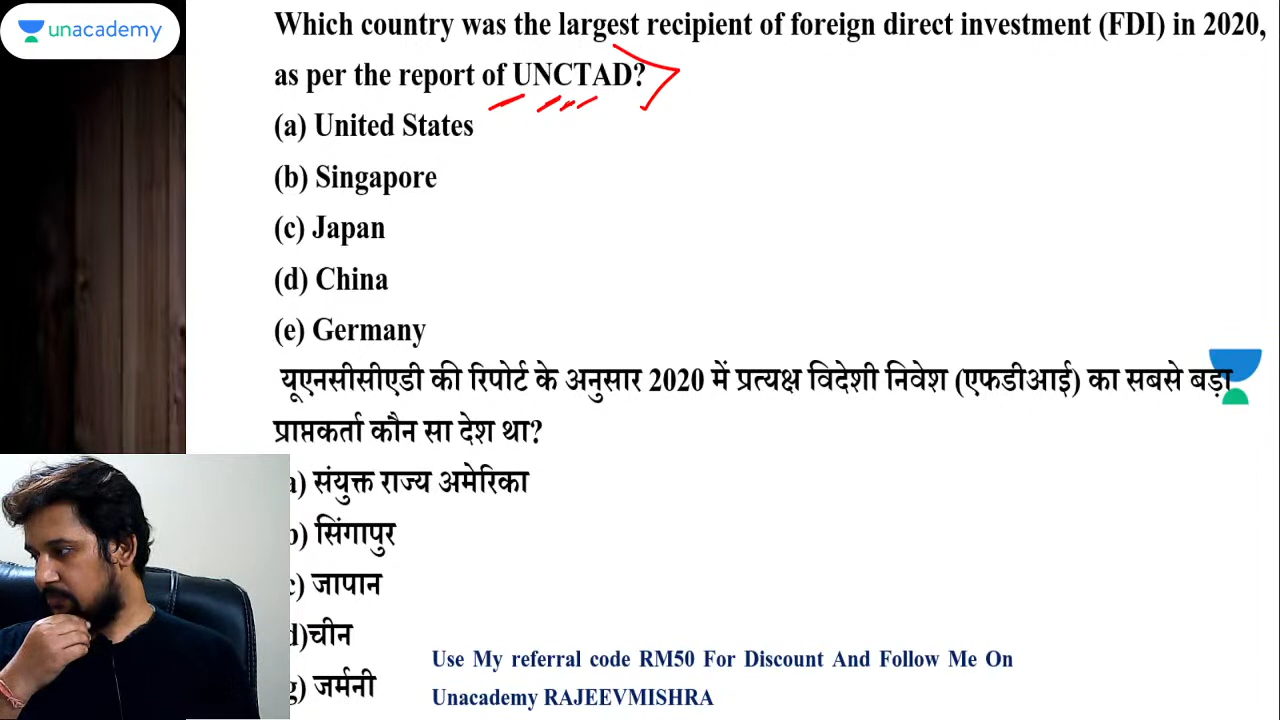 unacademy
Which country was the largest recipient of foreign direct investment (FDI) in 2020,
as per the report of UNCTAD?
(a) United States
(b) Singapore
(c) Japan
(d) China
(e) Germany
यूएनसीसीएडी की रिपोर्ट के अनुसार 2020 में प्रत्यक्ष विदेशी निवेश (एफडीआई) का सबसे बड़ा
प्राप्तकर्ता कौन सा देश था?
a) संयुक्त राज्य अमेरिका
b) सिंगापुर
c) जापान
d)चीन
g) जर्मनी
Use My referral code RM50 For Discount And Follow Me On
Unacademy RAJEEVMISHRA